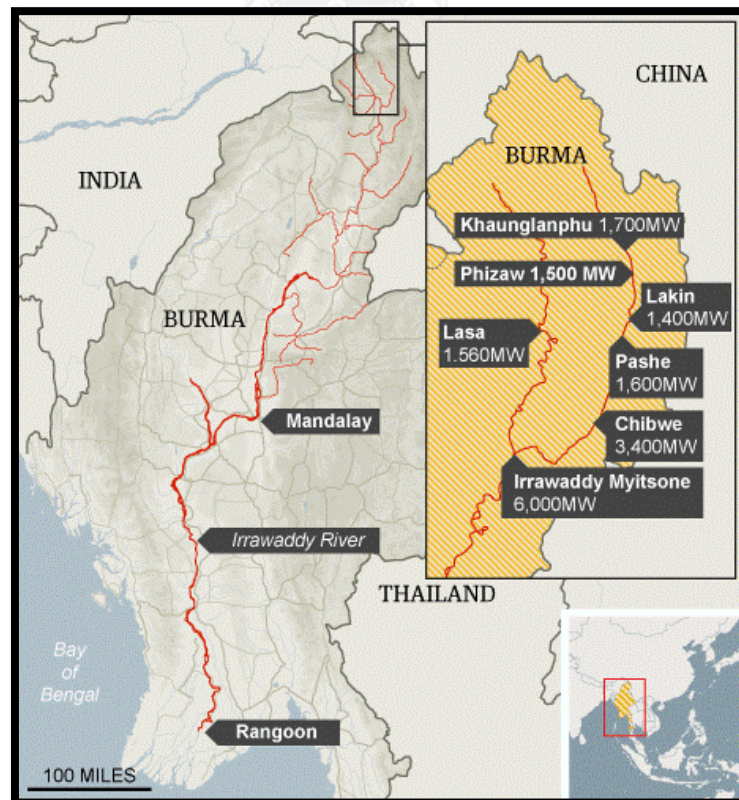 CHINA
INDIA
BURMA
Khaunglanphu 1,700MW
Phizaw 1,500 MW
Lakin
1,400MW
BURMA
Lasa
1.560MW
Pashe
1,600MW
Mandalay
Chibwe
3,400MW
Irrawaddy Myitsone
6,000MW
Irrawaddy River
THAILAND
Bay
of
Bengal
Rangoon
100 MILES